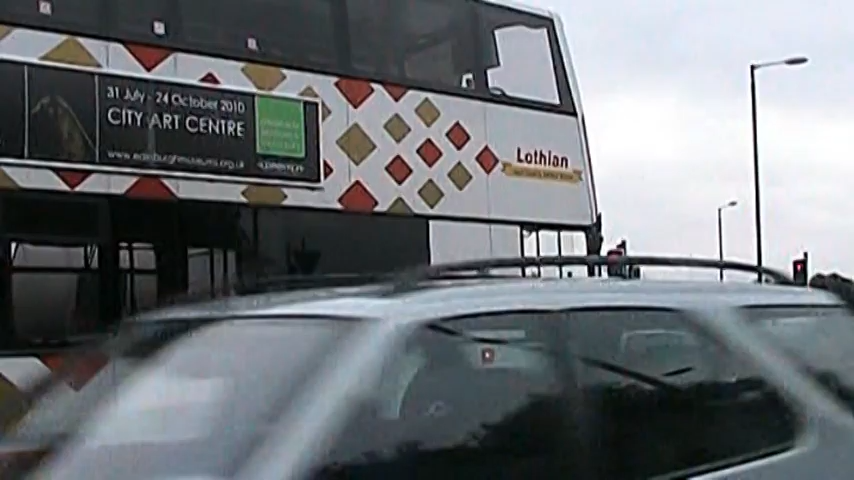 31 July - 24 October 2010
CITY ART CENTRE
www.edinburghmuseums.org.uk
Lothian